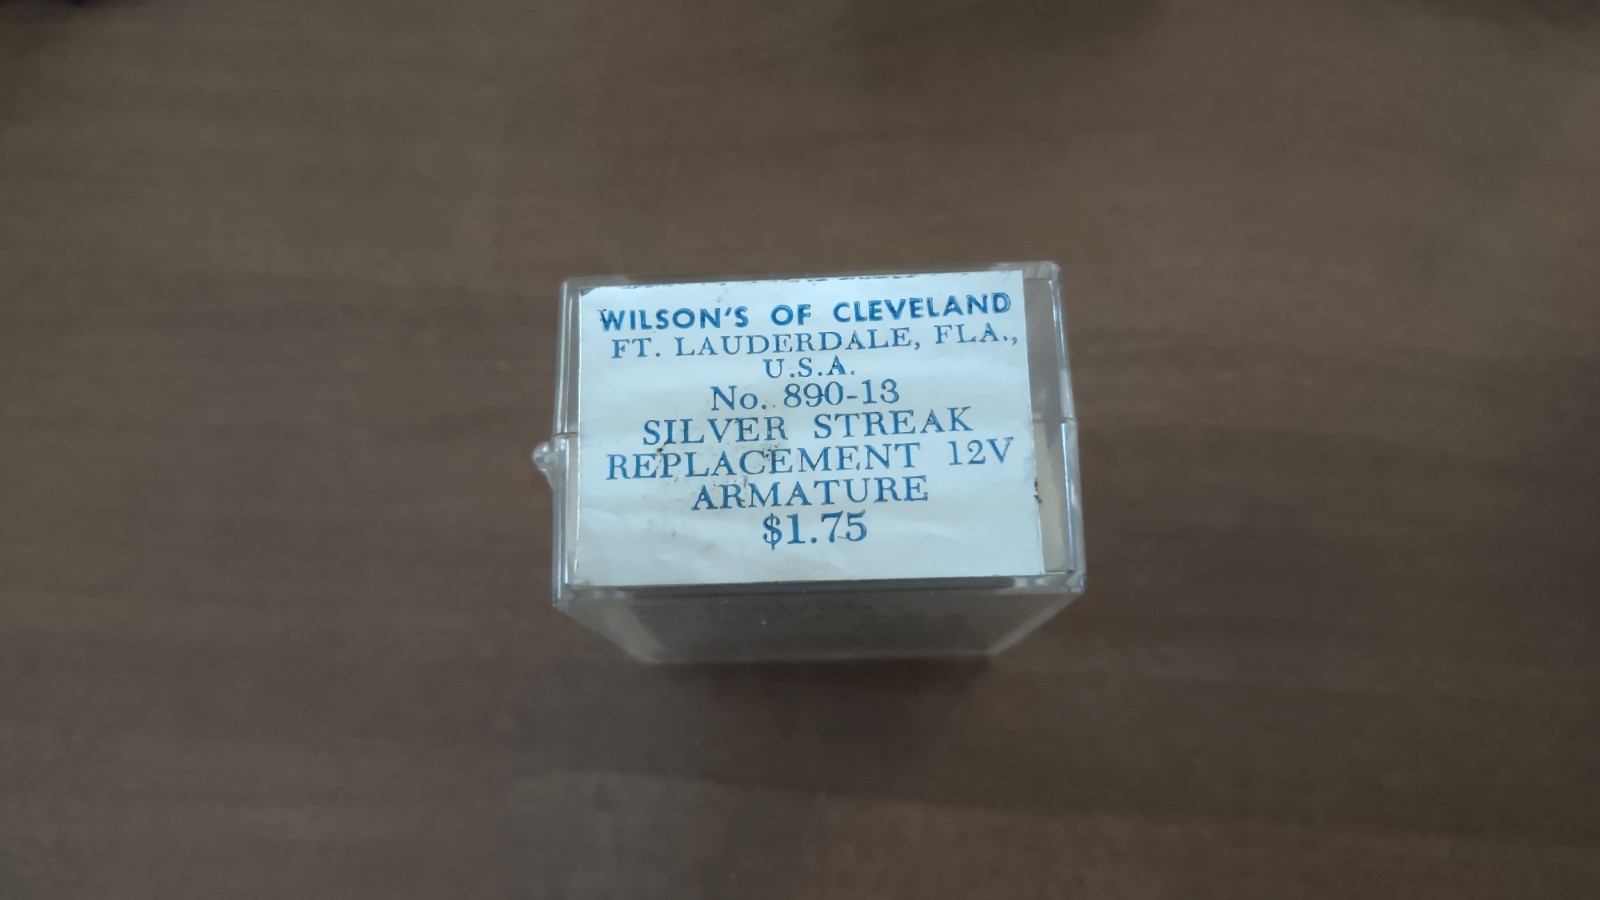 WILSON'S OF CLEVELAND
FT. LAUDERDALE, FLA.,
U.S.A.
No. 890-13
SILVER STREAK
REPLACEMENT 12V
ARMATURE
$1.75